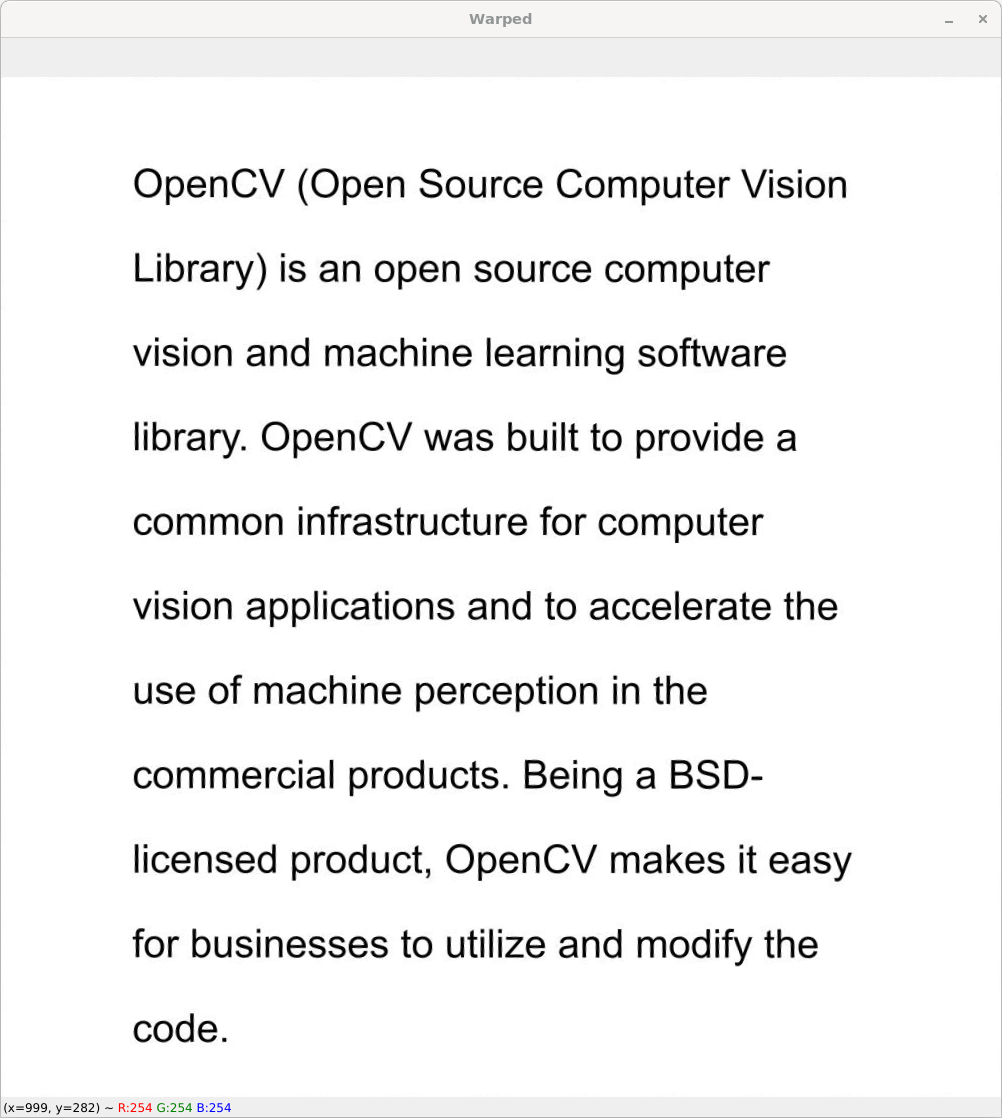 Warped
OpenCV (Open Source Computer Vision
Library) is an open source computer
vision and machine learning software
library. OpenCV was built to provide a
common infrastructure for computer
vision applications and to accelerate the
use of machine perception in the
commercial products. Being a BSD-
licensed product, OpenCV makes it easy
for businesses to utilize and modify the
code.
(x=999, y=282) ~ R:254 G:254 B:254